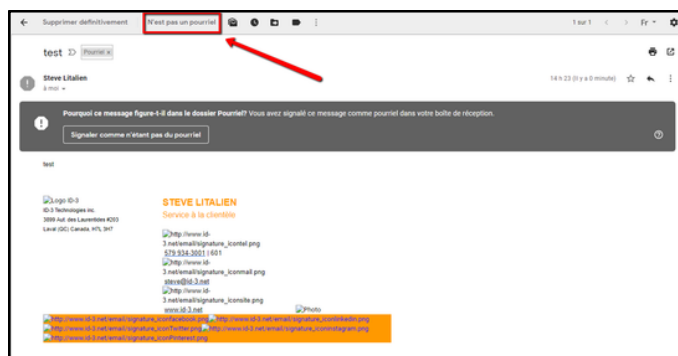 Supprimer définitivement N'est pas un pourriel 1 sur 1 Fr
test Pourriel x
Steve Litalien 14 h 23 (il y a 0 minute)
à moi
Pourquoi ce message figure-t-il dans le dossier Pourriel? Vous avez signalé ce message comme pourriel dans votre boîte de réception.
Signaler comme n'étant pas du pourriel
test
Logo ID-3
ID-3 Technologies inc.
3899 Aut. des Laurentides #203
Laval (QC) Canada, H7L 3H7
STEVE LITALIEN
Service à la clientèle
http://www.id-
3.net/email/signature_icontel.png
579 934-3001 | 601
http://www.id-
3.net/email/signature_iconmail.png
steve@id-3.net
http://www.id-
3.net/email/signature_iconsite.png
www.id-3.net Photo
http://www.id-3.net/email/signature_iconfacebook.png http://www.id-3.net/email/signature_iconlinkedin.png
http://www.id-3.net/email/signature_iconTwitter.png http://www.id-3.net/email/signature_iconinstagram.png
http://www.id-3.net/email/signature_iconPinterest.png